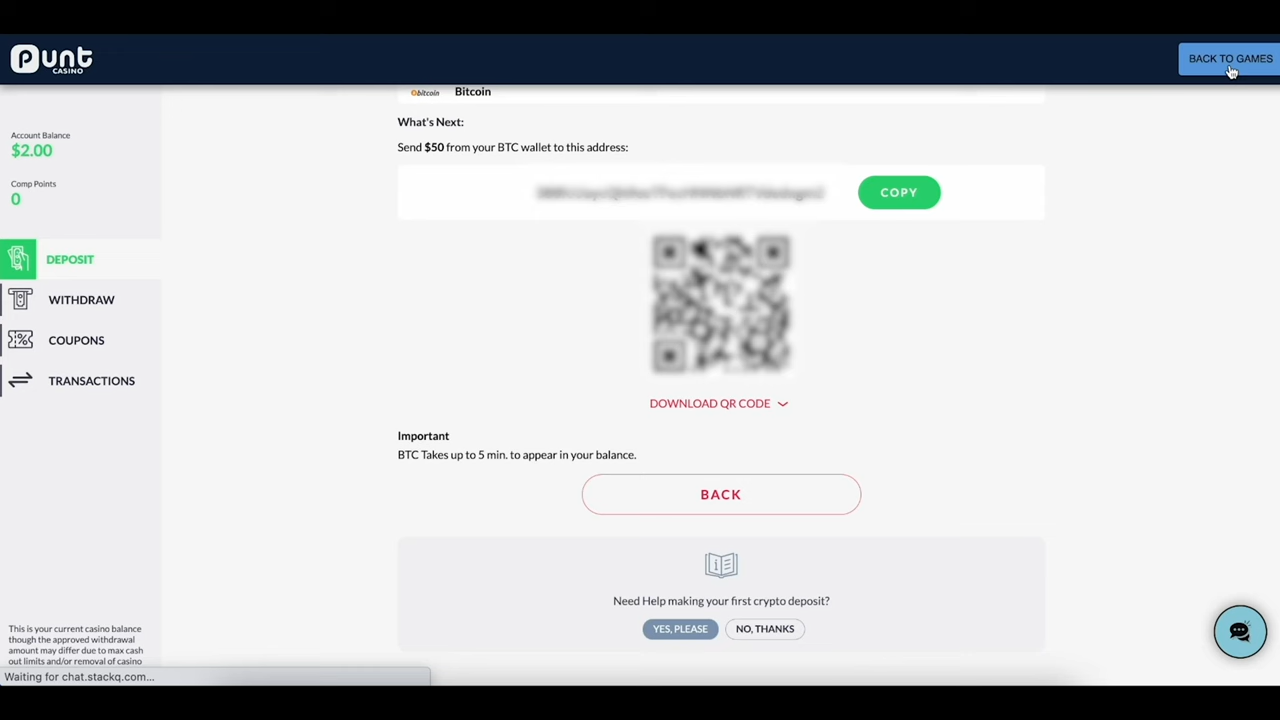 punt
CASINO
BACK TO GAMES
Account Balance
$2.00
Comp Points
0
DEPOSIT
WITHDRAW
COUPONS
TRANSACTIONS
This is your current casino balance
though the approved withdrawal
amount may differ due to max cash
out limits and/or removal of casino
Waiting for chat.stackq.com...
bitcoin Bitcoin
What's Next:
Send $50 from your BTC wallet to this address:
COPY
DOWNLOAD QR CODE
Important
BTC Takes up to 5 min. to appear in your balance.
BACK
Need Help making your first crypto deposit?
YES, PLEASE NO, THANKS